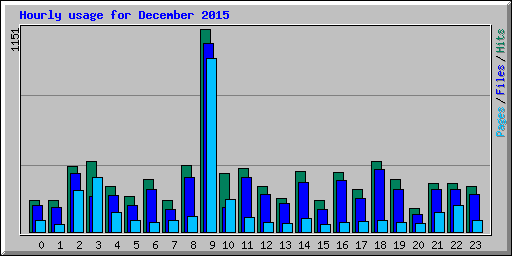 Hourly usage for December 2015
1151
Pages/Files/Hits
0 1 2 3 4 5 6 7 8 9 10 11 12 13 14 15 16 17 18 19 20 21 22 23